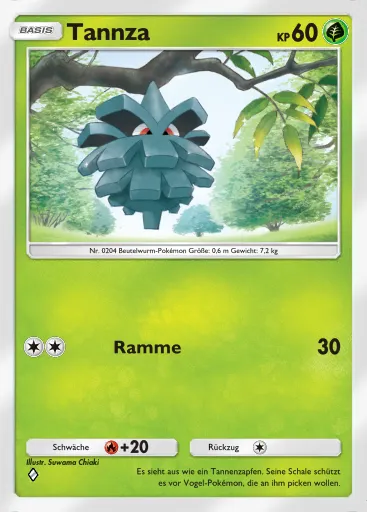 BASIS Tannza KP 60
Nr. 0204 Beutelwurm-Pokémon Größe: 0,6 m Gewicht: 7,2 kg
Ramme 30
Schwäche +20 Rückzug
Illustr. Suwama Chiaki
Es sieht aus wie ein Tannenzapfen. Seine Schale schützt
es vor Vogel-Pokémon, die an ihm picken wollen.